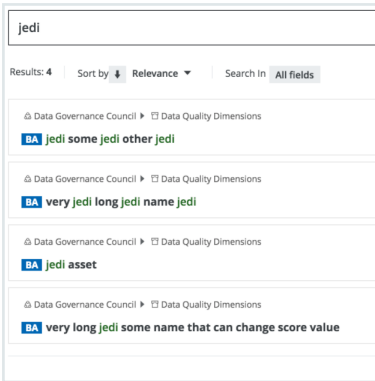 jedi
Results: 4 Sort by Relevance Search In All fields
Data Governance Council Data Quality Dimensions
BA jedi some jedi other jedi
Data Governance Council Data Quality Dimensions
BA very jedi long jedi name jedi
Data Governance Council Data Quality Dimensions
BA jedi asset
Data Governance Council Data Quality Dimensions
BA very long jedi some name that can change score value